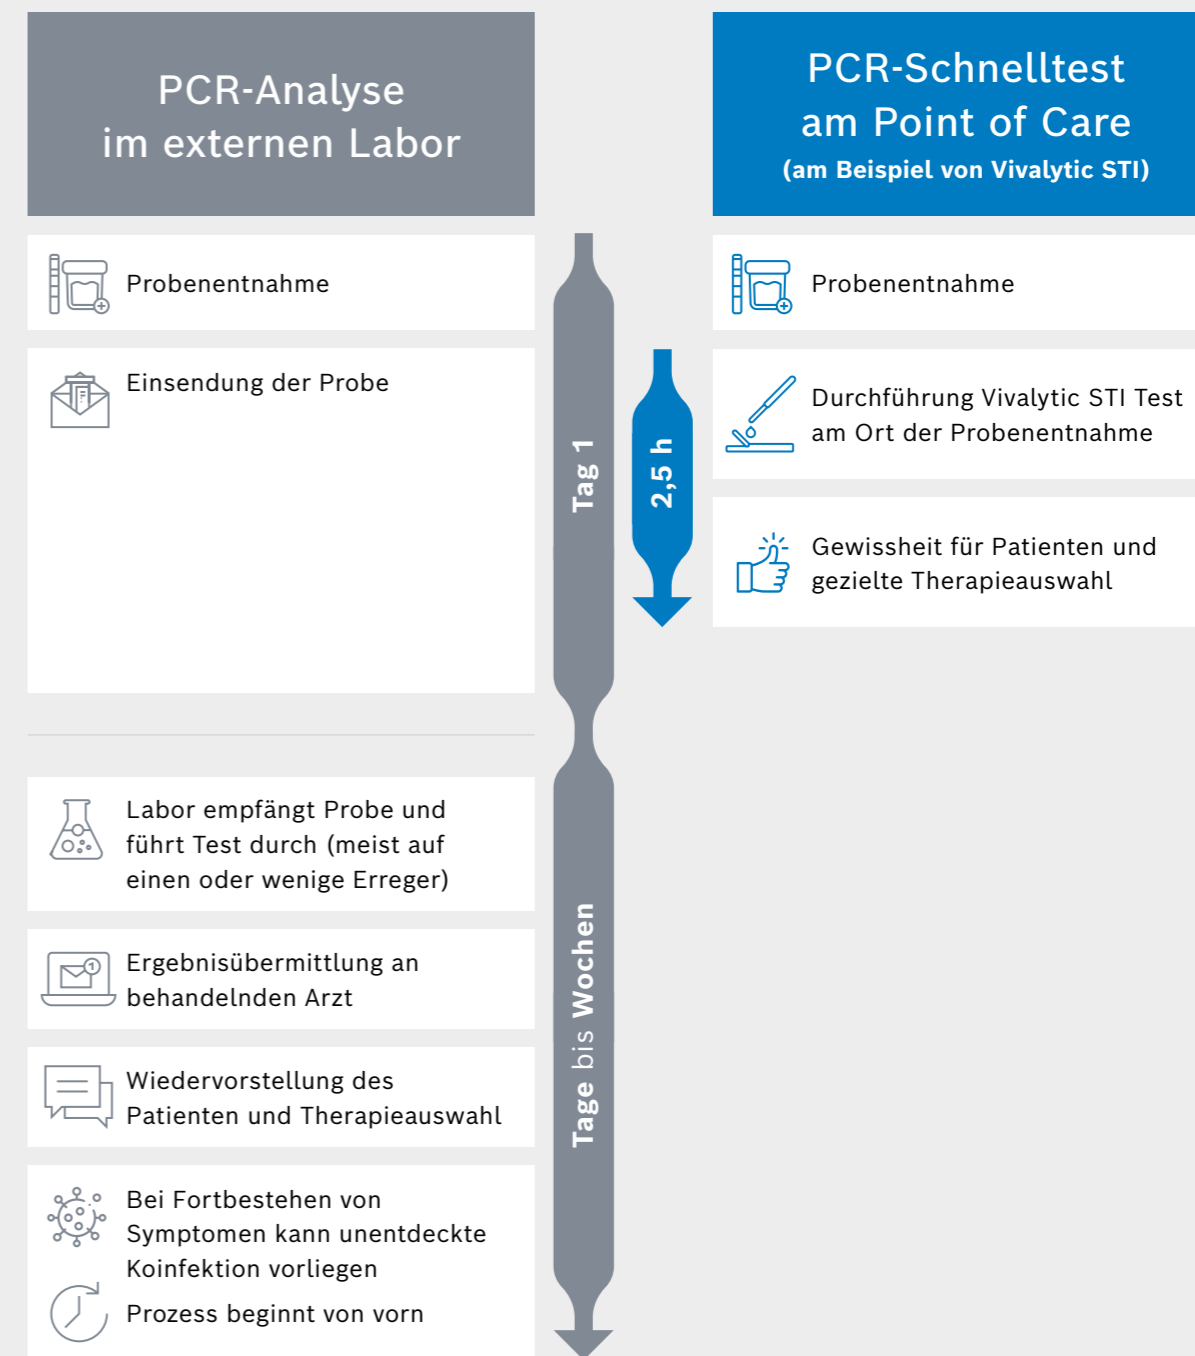 PCR-Analyse
im externen Labor
Probenentnahme
Einsendung der Probe
Labor empfängt Probe und
führt Test durch (meist auf
einen oder wenige Erreger)
Ergebnisübermittlung an
behandelnden Arzt
1
Wiedervorstellung des
Patienten und Therapieauswahl
Bei Fortbestehen von
Symptomen kann unentdeckte
Koinfektion vorliegen
Prozess beginnt von vorn
Tag 1
Tage bis Wochen
2,5 h
PCR-Schnelltest
am Point of Care
(am Beispiel von Vivalytic STI)
Probenentnahme
Durchführung Vivalytic STI Test
am Ort der Probenentnahme
Gewissheit für Patienten und
gezielte Therapieauswahl